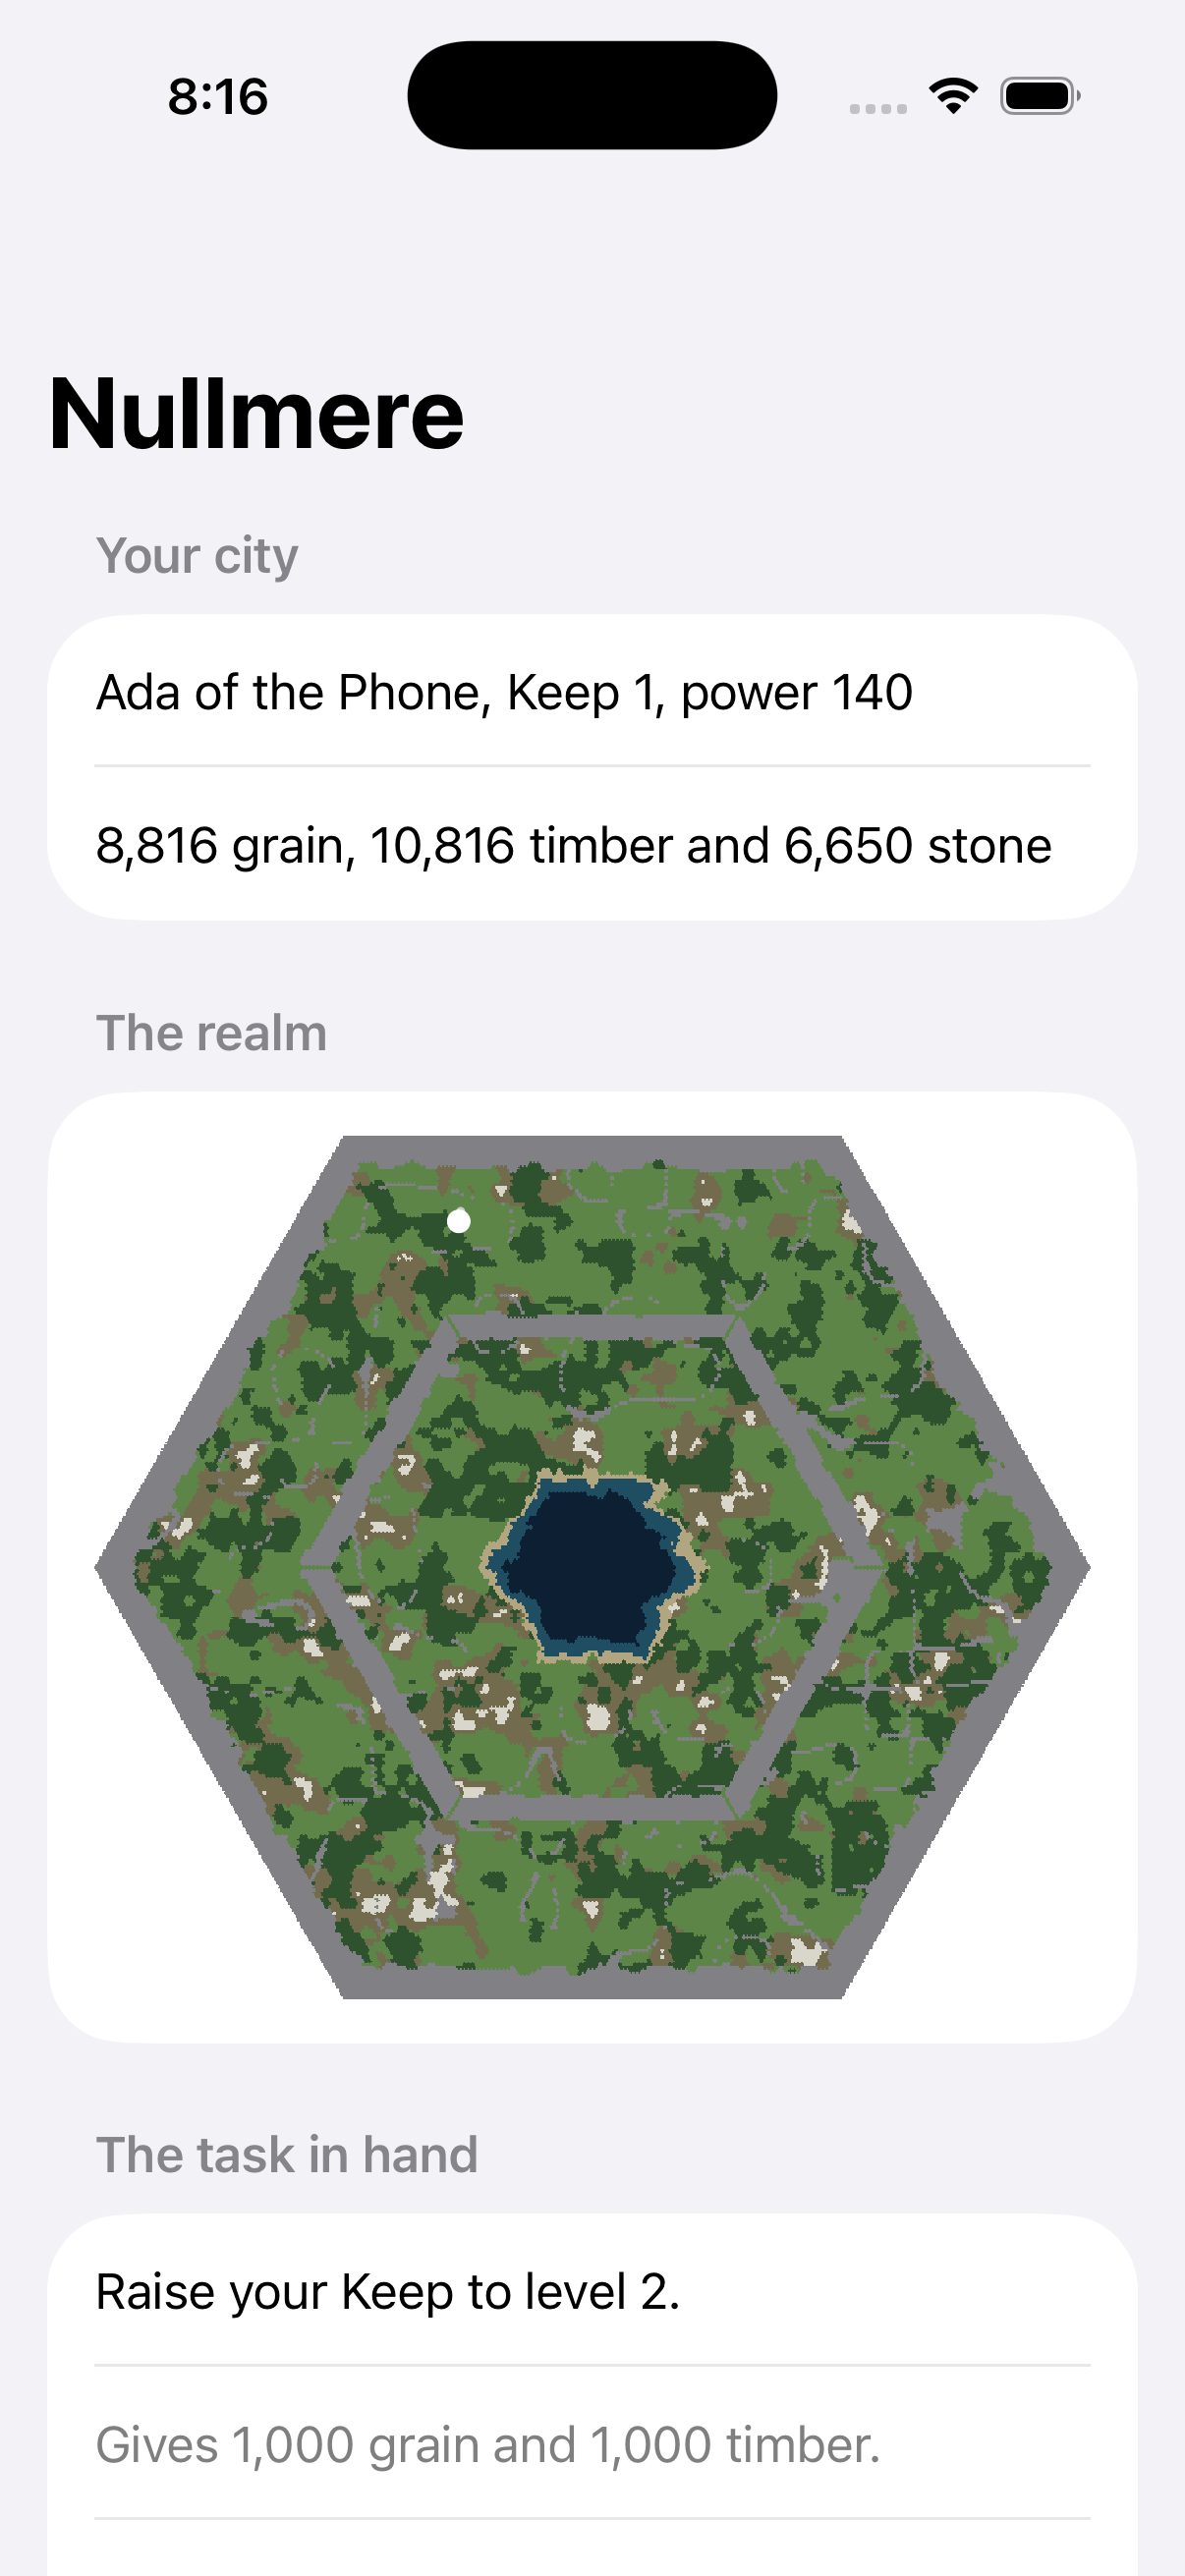 8:16
Nullmere
Your city
Ada of the Phone, Keep 1, power 140
8,816 grain, 10,816 timber and 6,650 stone
The realm
The task in hand
Raise your Keep to level 2.
Gives 1,000 grain and 1,000 timber.